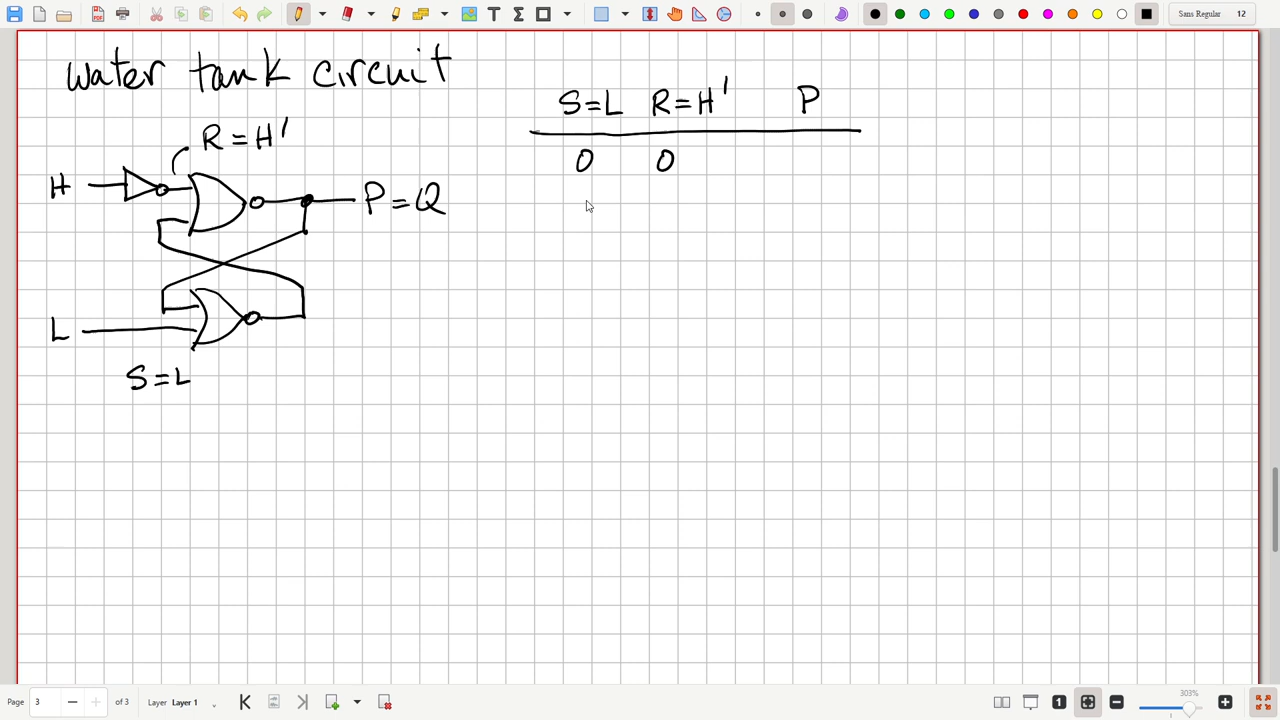 Sans Regular 12
water tank circuit
S=L R=H' P
0 0
R=H'
H
P=Q
L
S=L
Page 3 of 3 Layer Layer 1 303%